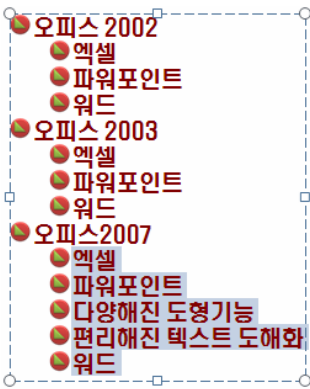 오피스 2002
엑셀
파워포인트
워드
오피스 2003
엑셀
파워포인트
워드
오피스2007
엑셀
파워포인트
다양해진 도형기능
편리해진 텍스트 도해화
워드